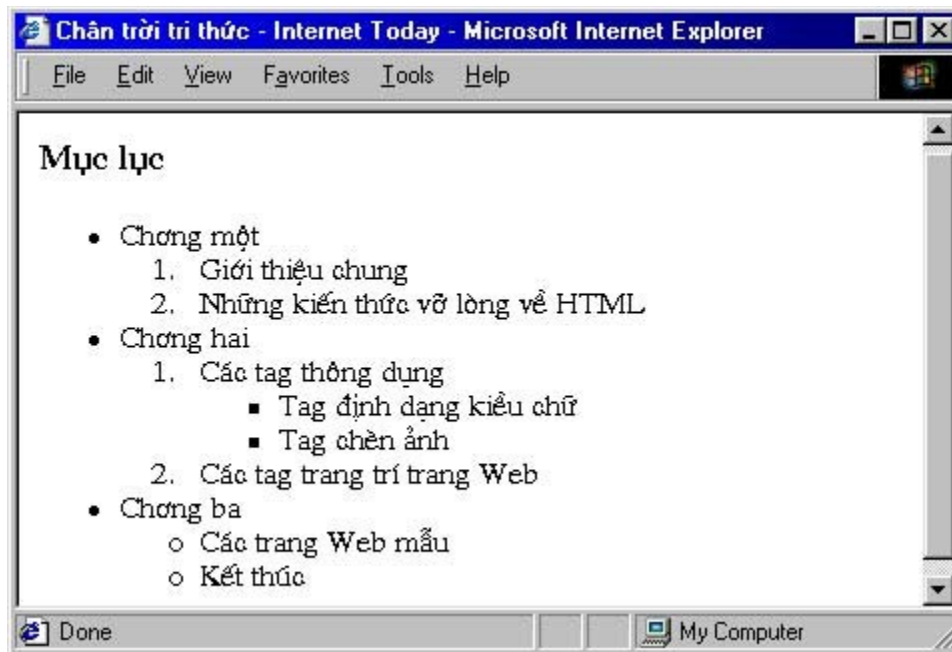 Chân trời tri thức - Internet Today - Microsoft Internet Explorer
File Edit View Favorites Tools Help
Mục lục
• Chơng một
1. Giới thiệu chung
2. Những kiến thức vỡ lòng về HTML
• Chơng hai
1. Các tag thông dụng
▪ Tag định dạng kiểu chữ
▪ Tag chèn ảnh
2. Các tag trang trí trang Web
• Chơng ba
○ Các trang Web mẫu
○ Kết thúc
Done My Computer